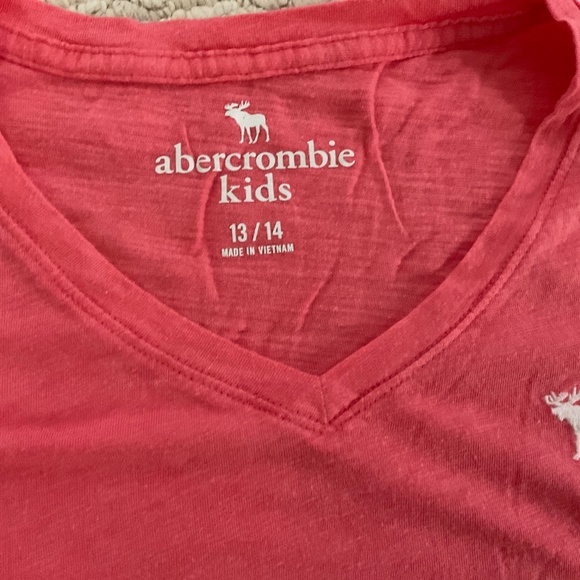 abercrombie
kids
13 / 14
MADE IN VIETNAM